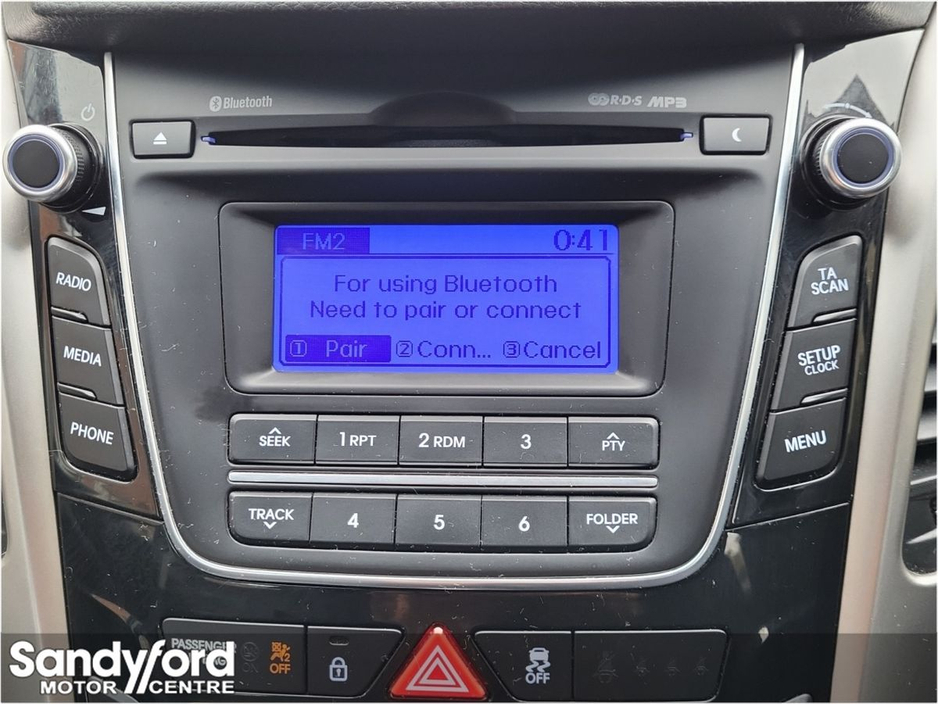 Bluetooth
R·D·S MP3
FM2 0:41
For using Bluetooth
Need to pair or connect
1 Pair 2 Conn... 3 Cancel
RADIO
MEDIA
PHONE
TA
SCAN
SETUP
CLOCK
MENU
SEEK 1 RPT 2 RDM 3 PTY
TRACK 4 5 6 FOLDER
PASSENGER
OFF
OFF
Sandyford
MOTOR CENTRE